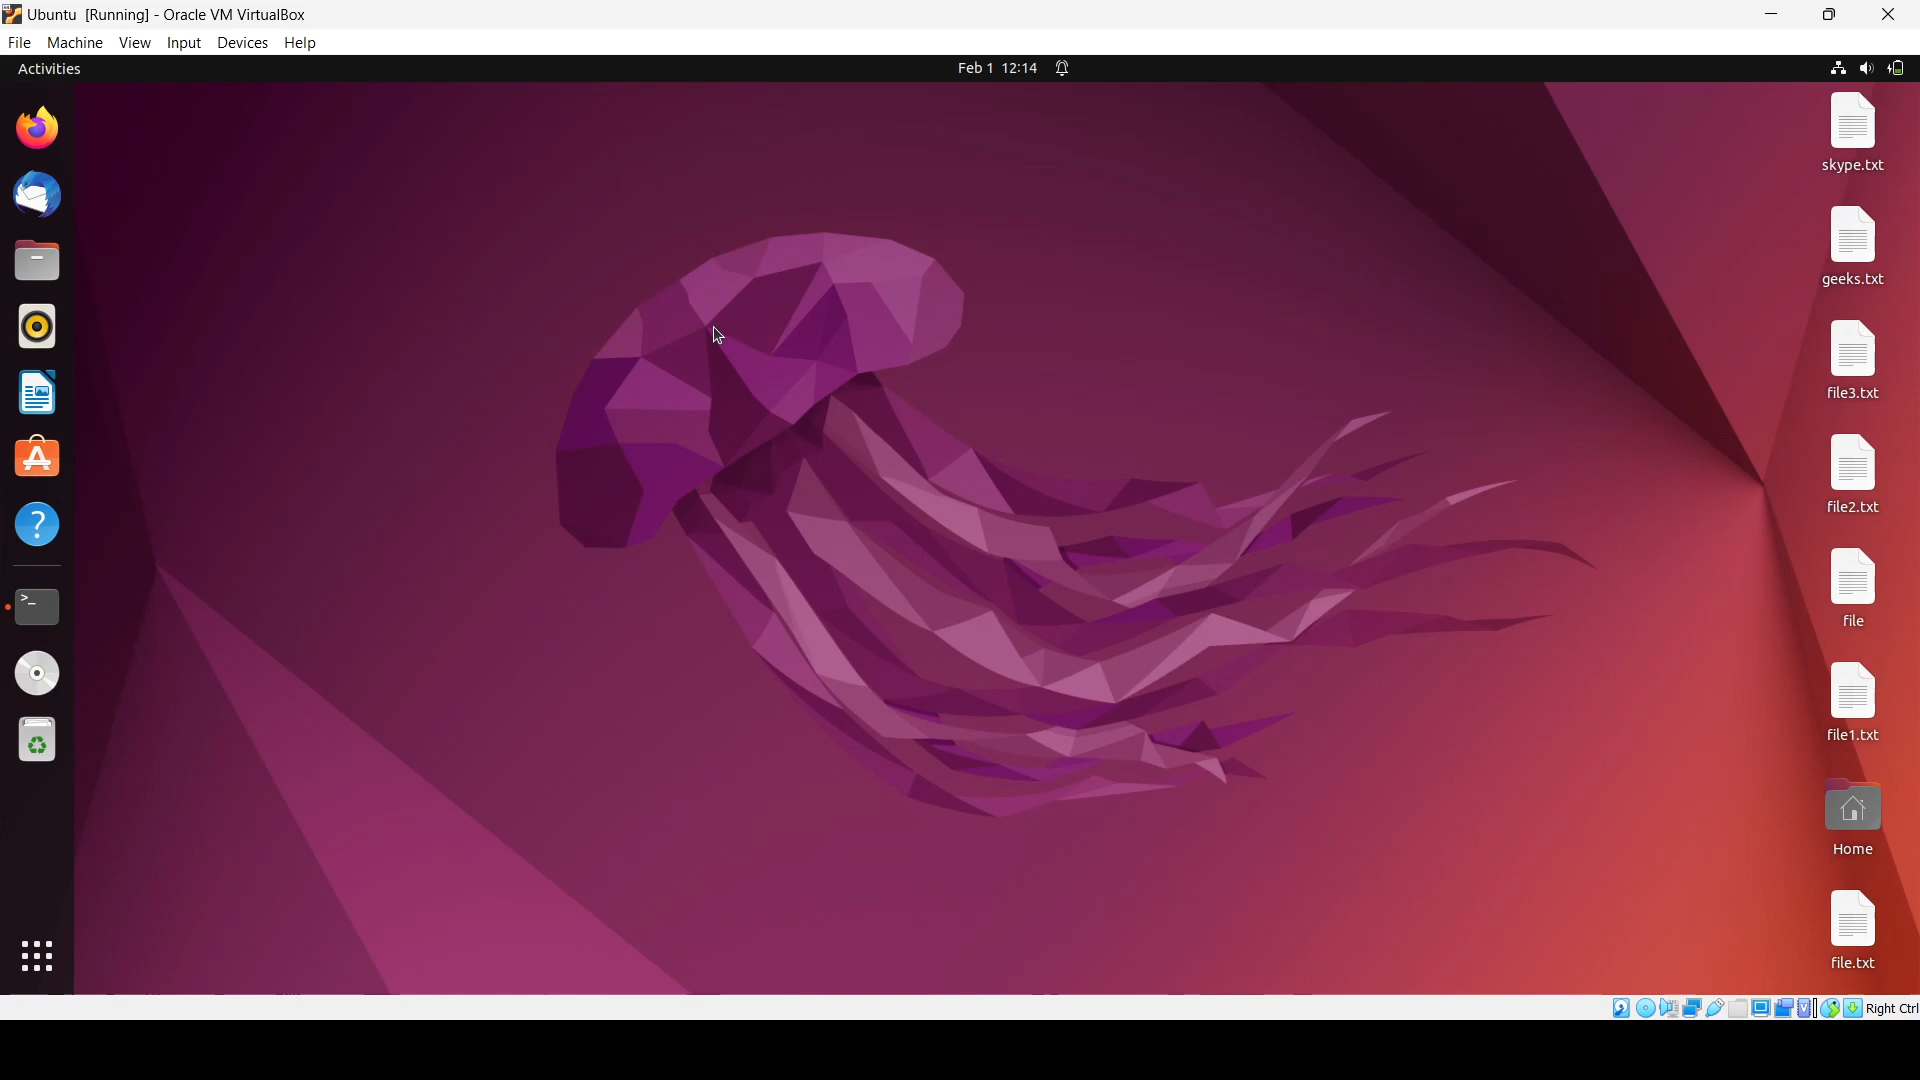 Ubuntu [Running] - Oracle VM VirtualBox
File Machine View Input Devices Help
Activities
Feb 1 12:14
skype.txt
geeks.txt
file3.txt
file2.txt
file
file1.txt
Home
file.txt
Right Ctrl